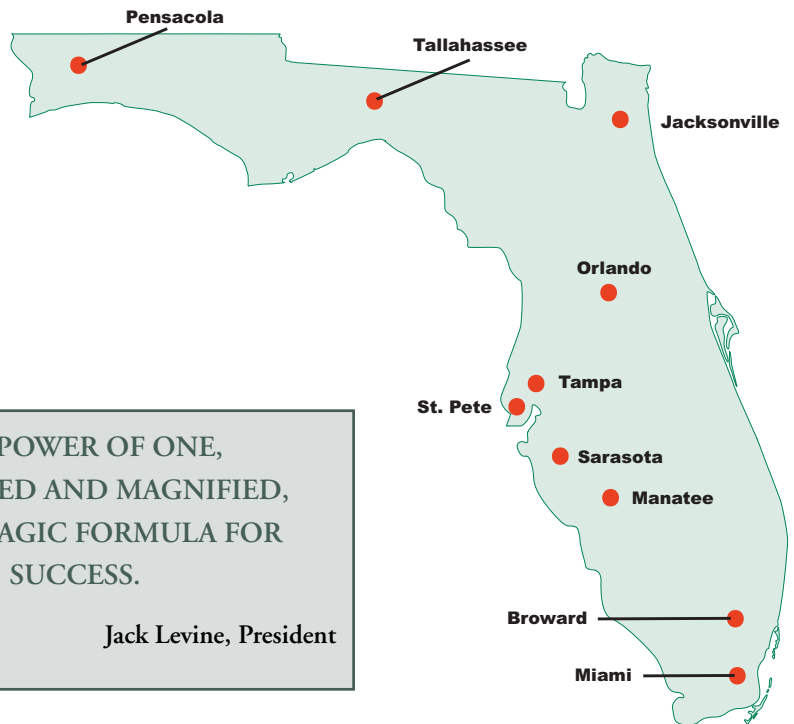 Pensacola
Tallahassee
Jacksonville
Orlando
Tampa
St. Pete
Sarasota
Manatee
Broward
Miami
POWER OF ONE,
ED AND MAGNIFIED,
AGIC FORMULA FOR
SUCCESS.
Jack Levine, President